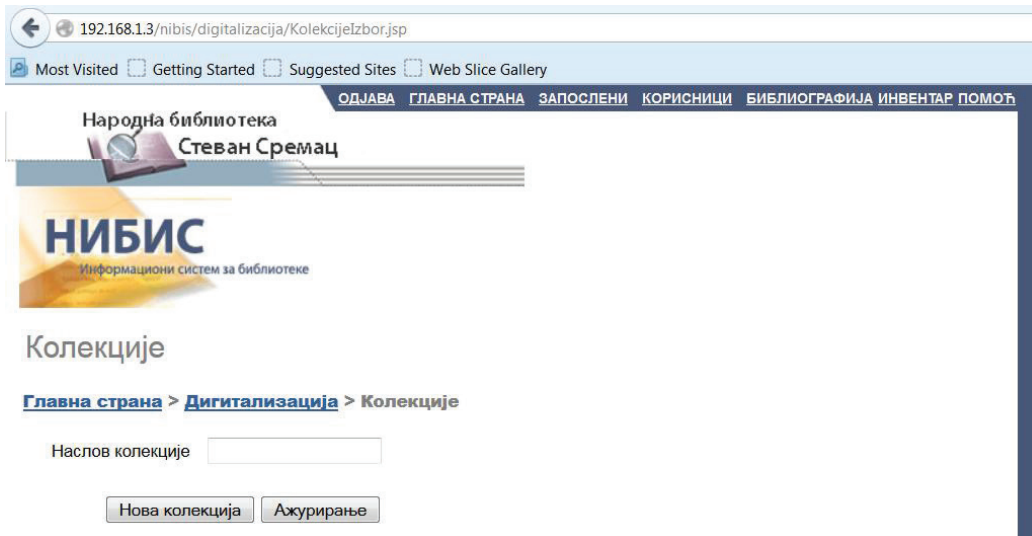 192.168.1.3/nibis/digitalizacija/KolekcijeIzbor.jsp
Most Visited Getting Started Suggested Sites Web Slice Gallery
ОДЈАВА ГЛАВНА СТРАНА ЗАПОСЛЕНИ КОРИСНИЦИ БИБЛИОГРАФИЈА ИНВЕНТАР ПОМОЋ
Народна библиотека
Стеван Сремац
НИБИС
Информациони систем за библиотеке
Колекције
Главна страна > Дигитализација > Колекције
Наслов колекције
Нова колекција Ажурирање